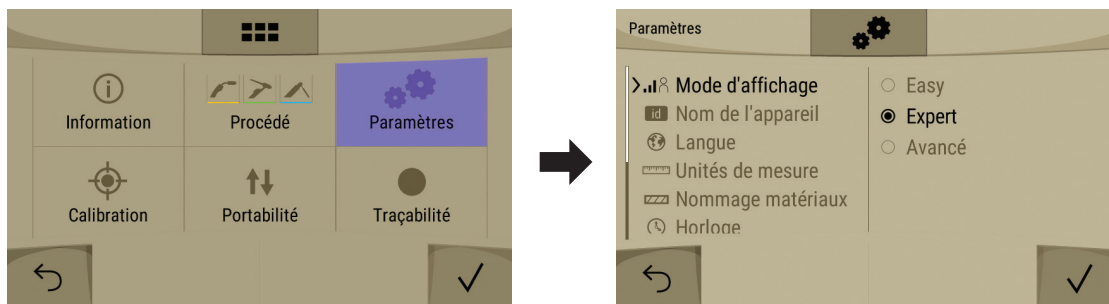 Information
Procédé
Paramètres
Calibration
Portabilité
Traçabilité
Paramètres
Mode d'affichage
id Nom de l'appareil
Langue
Unités de mesure
Nommage matériaux
Horloge
Easy
Expert
Avancé